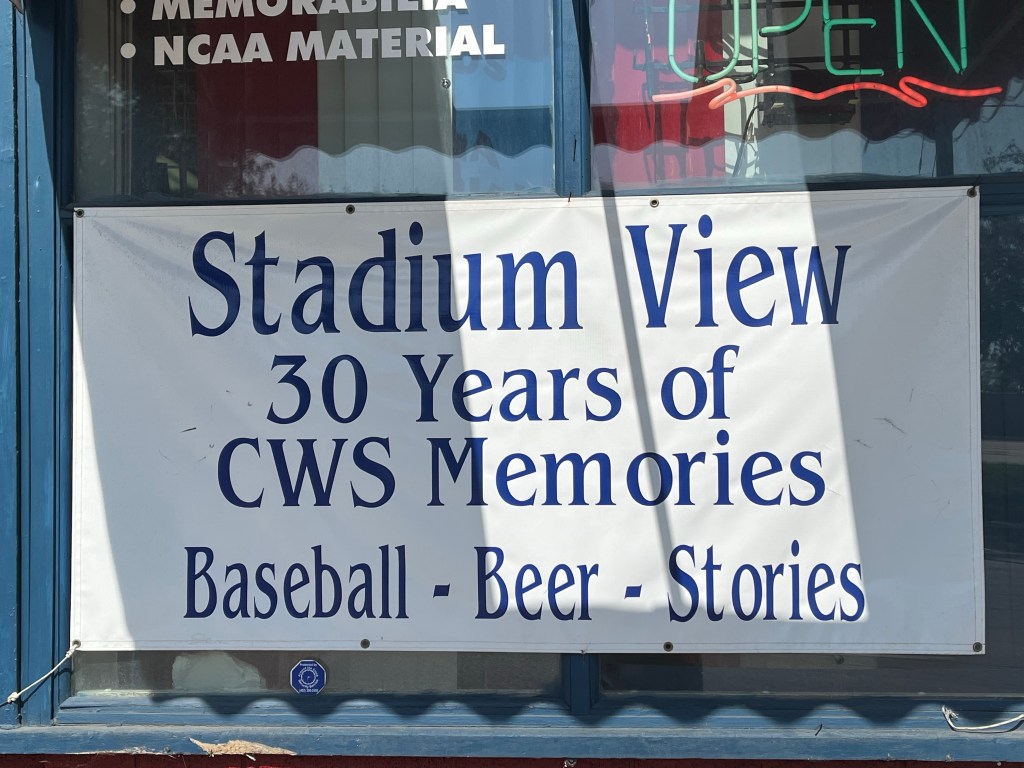 • MEMORABILIA
• NCAA MATERIAL
OPEN
Stadium View
30 Years of
CWS Memories
Baseball - Beer - Stories